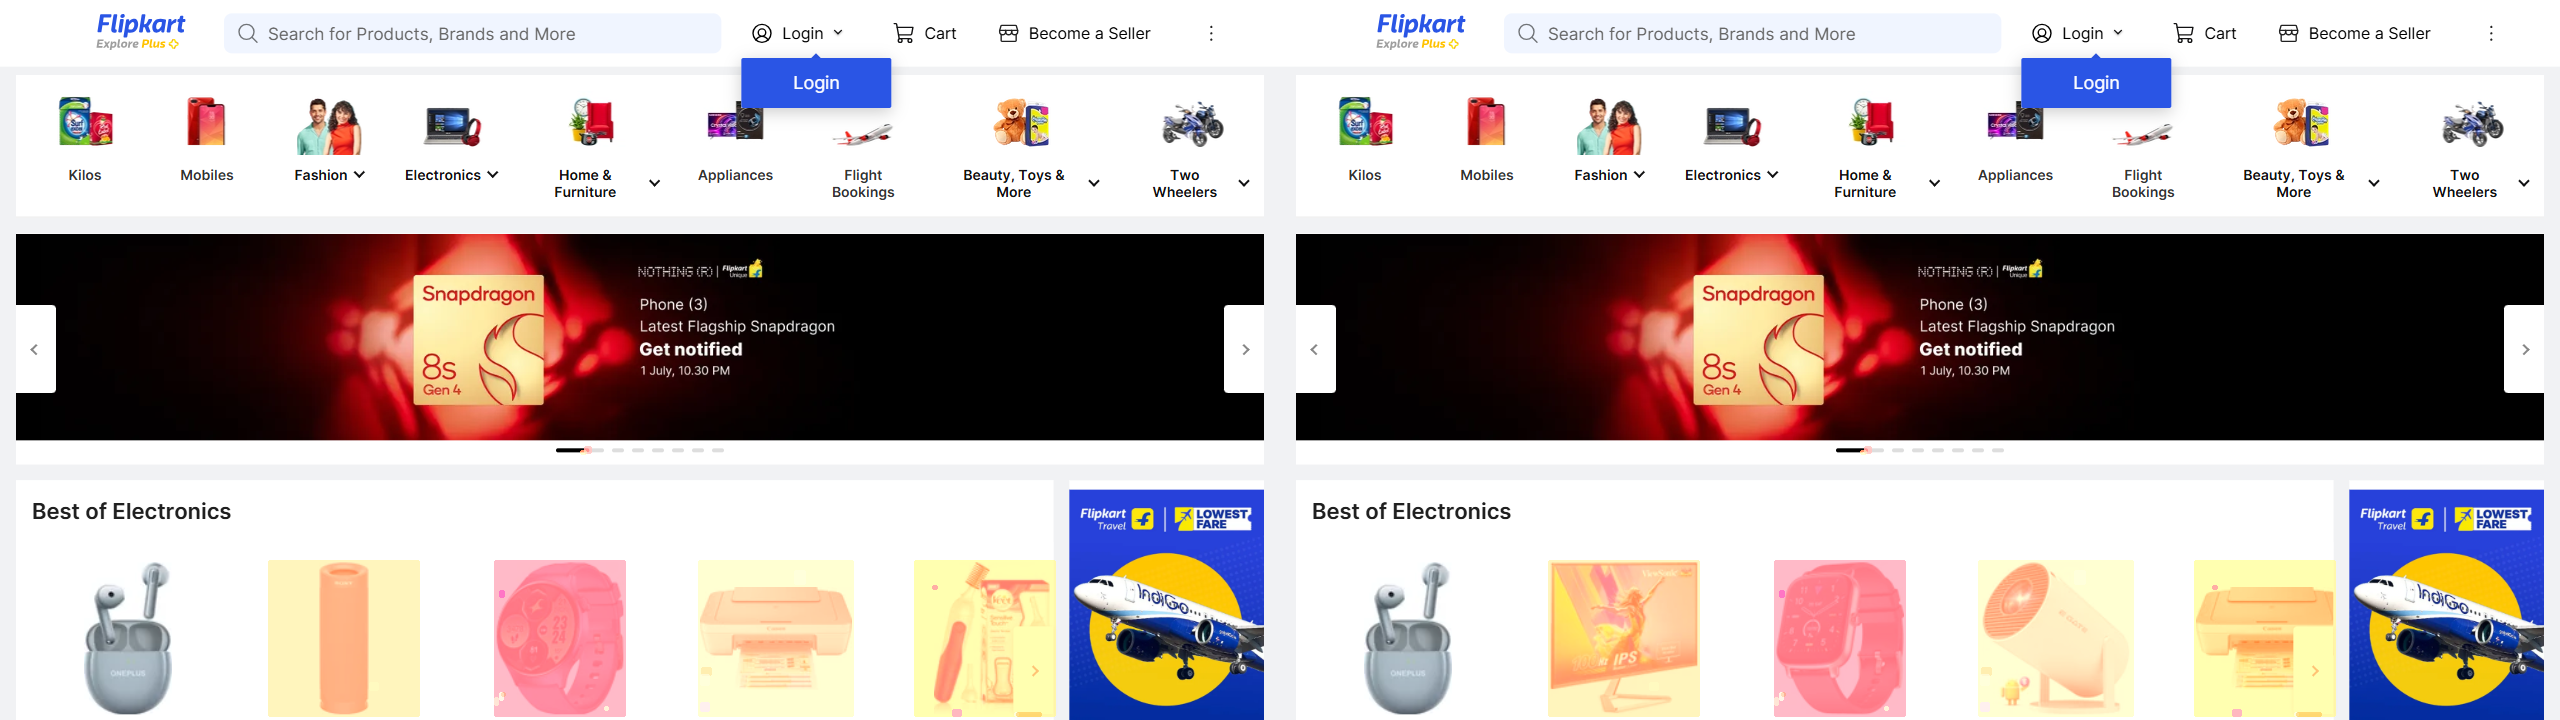 Flipkart
Explore Plus
Search for Products, Brands and More
Login
Cart
Become a Seller
Login
Kilos
Mobiles
Fashion
Electronics
Home &
Furniture
Appliances
Flight
Bookings
Beauty, Toys &
More
Two
Wheelers
Snapdragon
8s
Gen 4
NOTHING (R) | Flipkart
Unique
Phone (3)
Latest Flagship Snapdragon
Get notified
1 July, 10.30 PM
Best of Electronics
ONEPLUS
Flipkart
Travel
LOWEST
FARE
IndiGo
Flipkart
Explore Plus
Search for Products, Brands and More
Login
Cart
Become a Seller
Login
Kilos
Mobiles
Fashion
Electronics
Home &
Furniture
Appliances
Flight
Bookings
Beauty, Toys &
More
Two
Wheelers
Snapdragon
8s
Gen 4
NOTHING (R) | Flipkart
Unique
Phone (3)
Latest Flagship Snapdragon
Get notified
1 July, 10.30 PM
Best of Electronics
ONEPLUS
ViewSonic
IPS
Flipkart
Travel
LOWEST
FARE
IndiGo